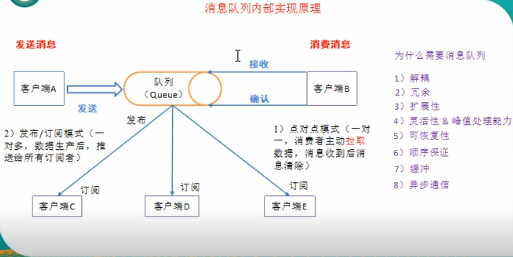 消息队列内部实现原理
发送消息
消费消息
客户端A
发送
队列
（Queue）
接收
确认
客户端B
发布
2）发布/订阅模式（一
对多，数据生产后，推
送给所有订阅者）
1）点对点模式（一对
一，消费者主动拉取
数据，消息收到后消
息清除）
订阅
订阅
订阅
客户端C
客户端D
客户端E
为什么需要消息队列
1）解耦
2）冗余
3）扩展性
4）灵活性 & 峰值处理能力
5）可恢复性
6）顺序保证
7）缓冲
8）异步通信